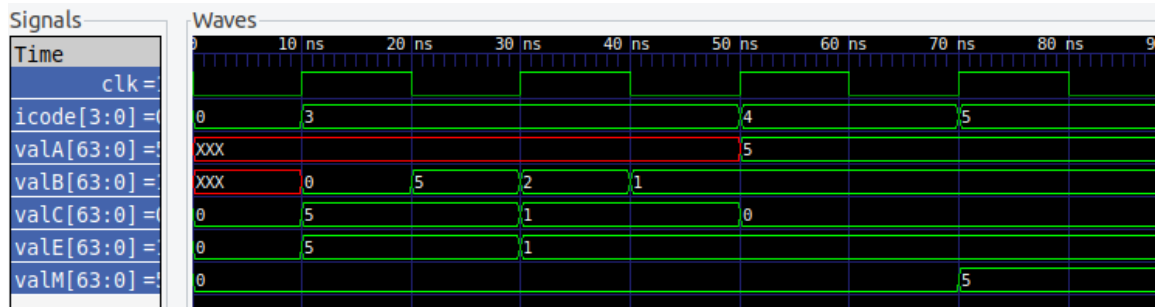 Signals Waves
Time 0 10 ns 20 ns 30 ns 40 ns 50 ns 60 ns 70 ns 80 ns 9
clk =
icode[3:0] = 0 3 4 5
valA[63:0] = XXX 5
valB[63:0] = XXX 0 5 2 1
valC[63:0] = 0 5 1 0
valE[63:0] = 0 5 1
valM[63:0] = 0 5